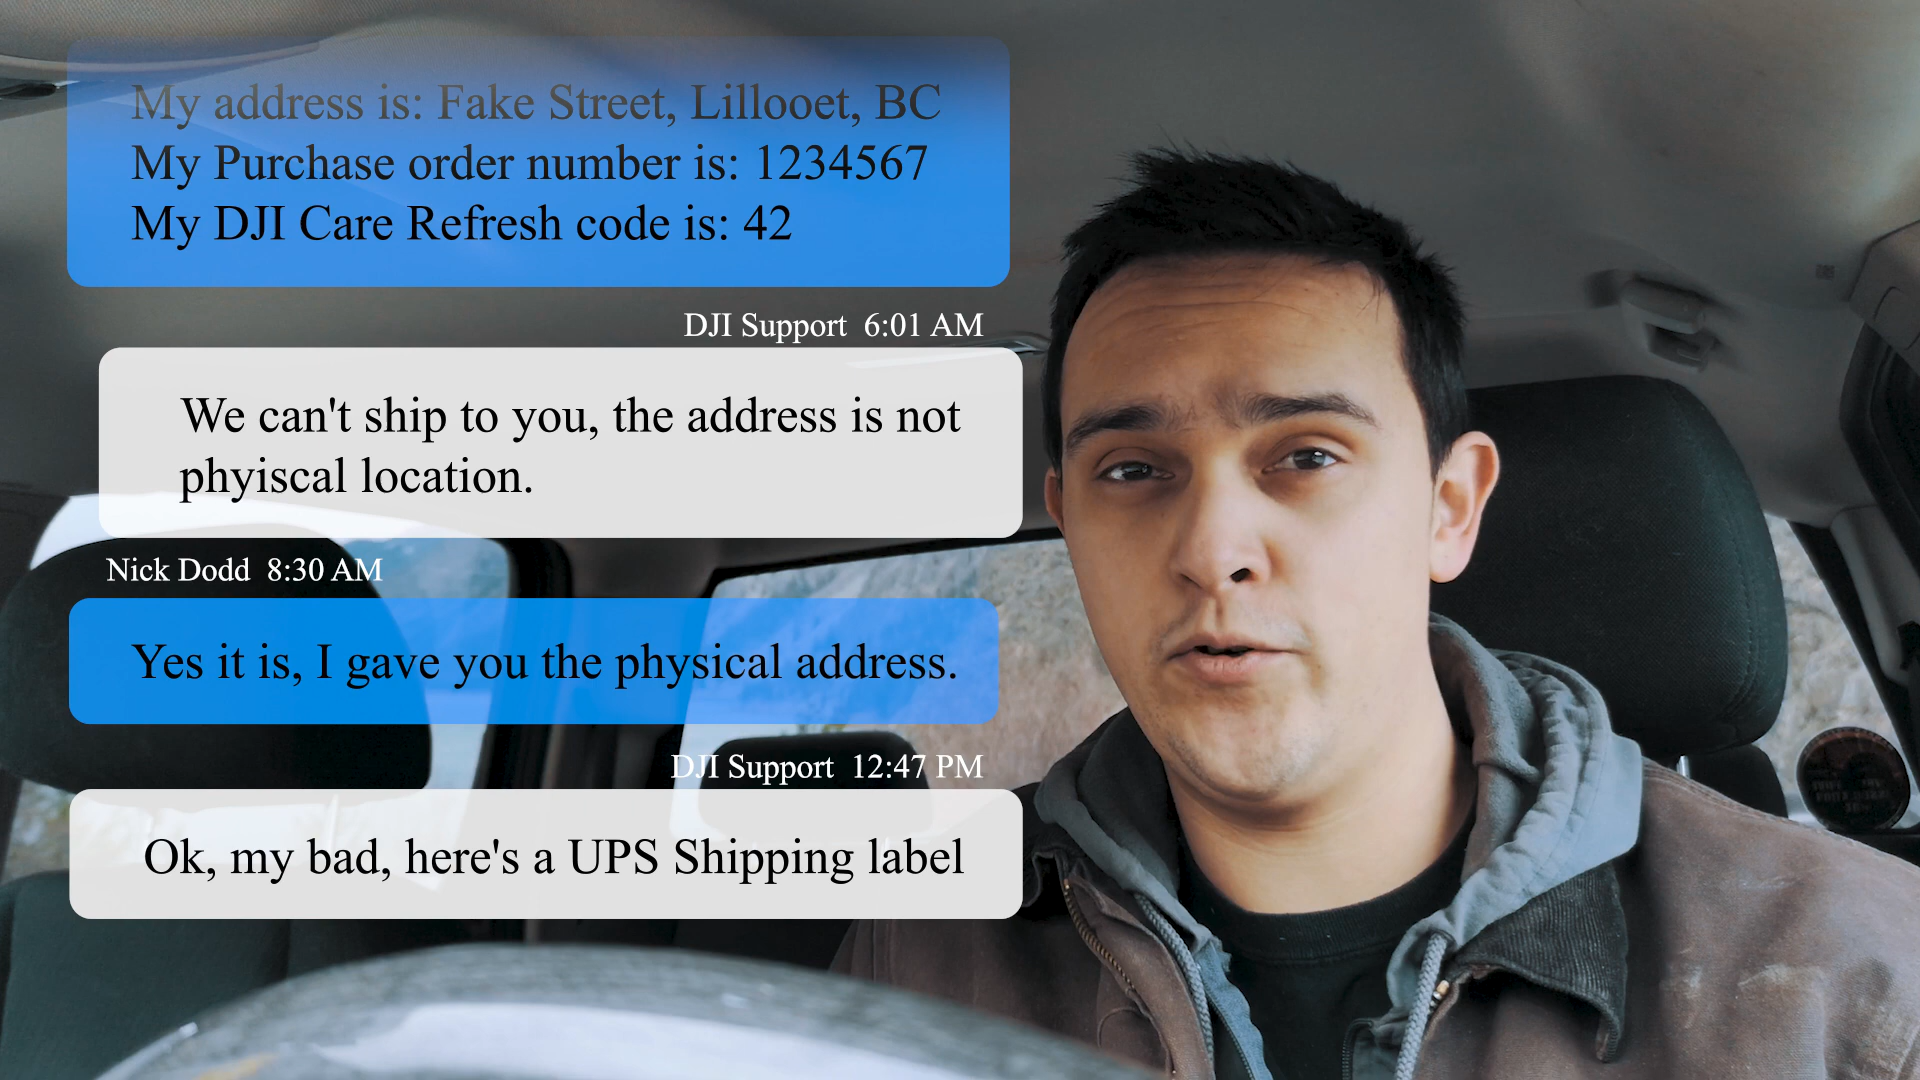 My address is: Fake Street, Lillooet, BC
My Purchase order number is: 1234567
My DJI Care Refresh code is: 42
DJI Support 6:01 AM
We can't ship to you, the address is not
phyiscal location.
Nick Dodd 8:30 AM
Yes it is, I gave you the physical address.
DJI Support 12:47 PM
Ok, my bad, here's a UPS Shipping label